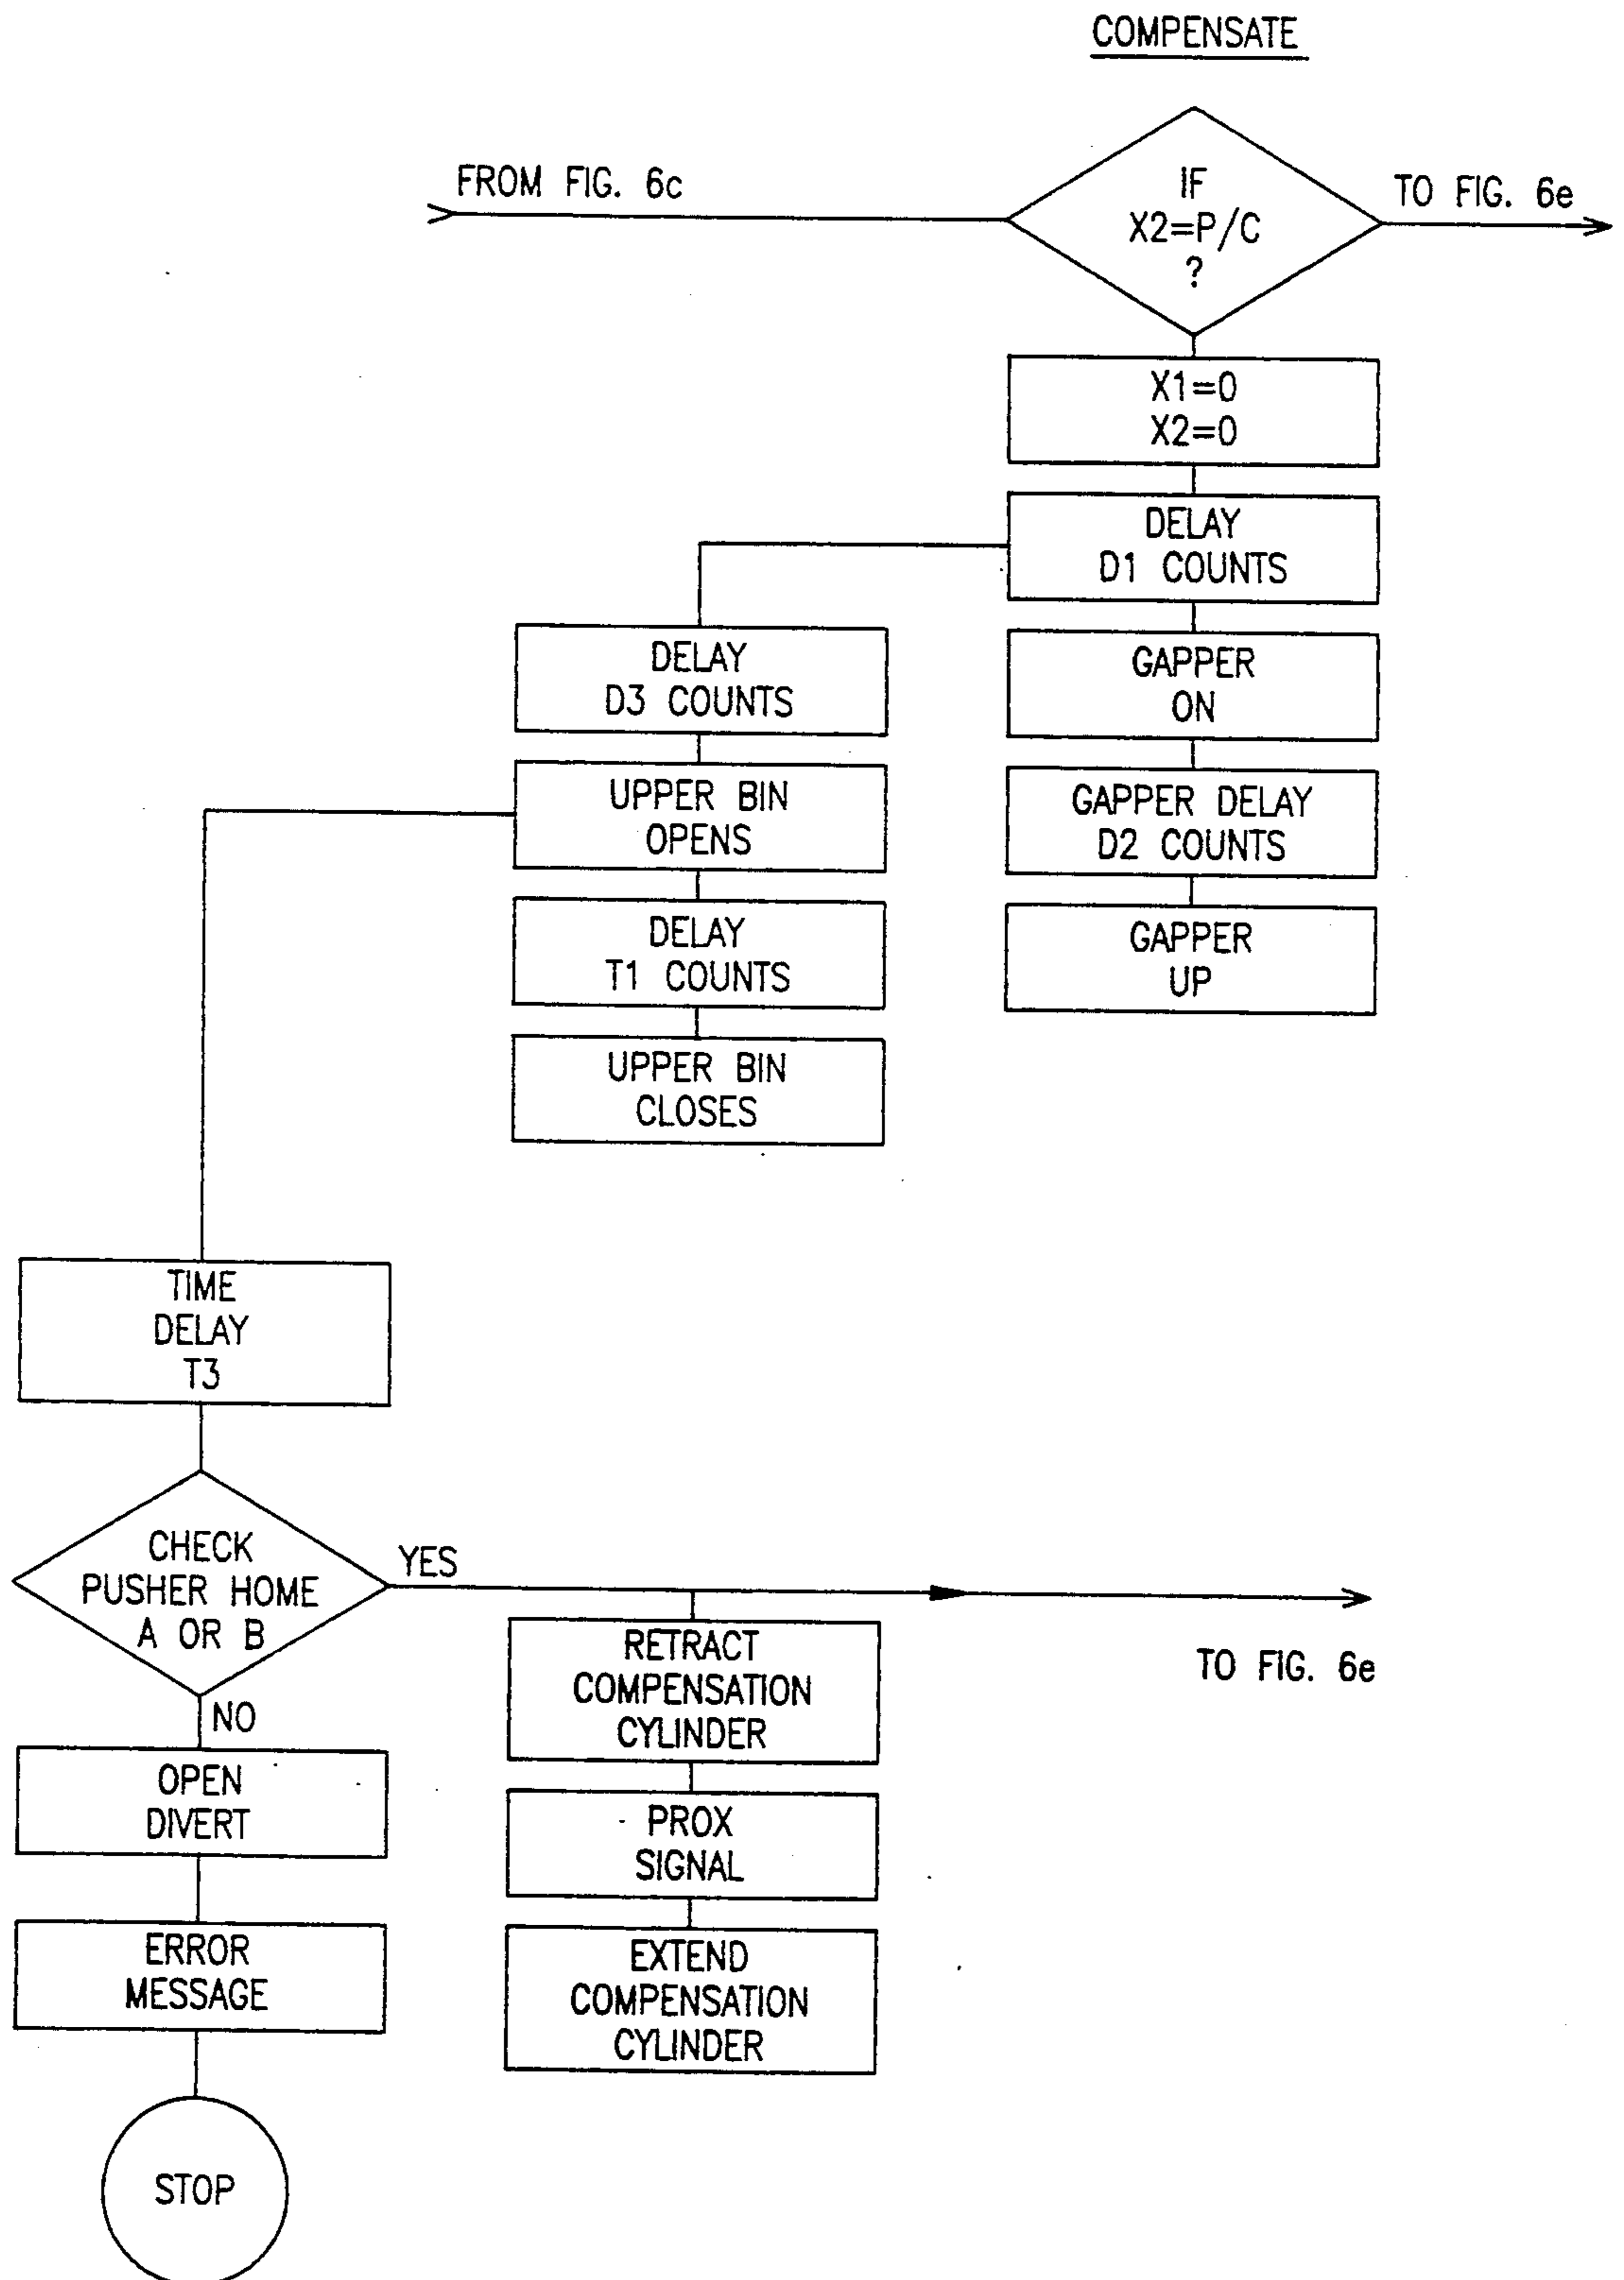 COMPENSATE
FROM FIG. 6c
IF
X2=P/C
?
TO FIG. 6e
X1=0
X2=0
DELAY
D1 COUNTS
DELAY
D3 COUNTS
GAPPER
ON
UPPER BIN
OPENS
GAPPER DELAY
D2 COUNTS
DELAY
T1 COUNTS
GAPPER
UP
UPPER BIN
CLOSES
TIME
DELAY
T3
CHECK
PUSHER HOME
A OR B
YES
TO FIG. 6e
NO
RETRACT
COMPENSATION
CYLINDER
OPEN
DIVERT
PROX
SIGNAL
ERROR
MESSAGE
EXTEND
COMPENSATION
CYLINDER
STOP